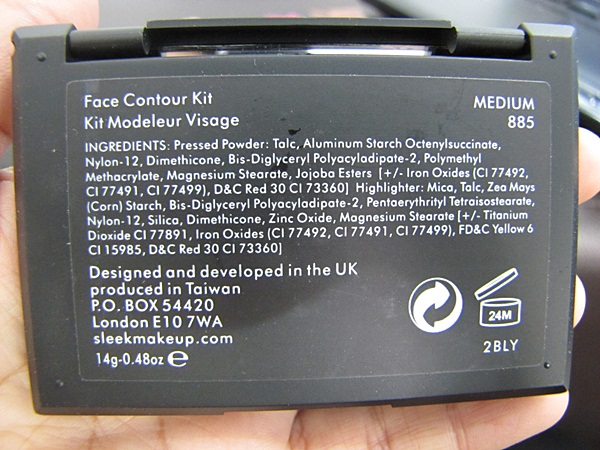 Face Contour Kit MEDIUM
Kit Modeleur Visage 885
INGREDIENTS: Pressed Powder: Talc, Aluminum Starch Octenylsuccinate,
Nylon-12, Dimethicone, Bis-Diglyceryl Polyacyladipate-2, Polymethyl
Methacrylate, Magnesium Stearate, Jojoba Esters [+/- Iron Oxides (CI 77492,
CI 77491, CI 77499), D&C Red 30 CI 73360] Highlighter: Mica, Talc, Zea Mays
(Corn) Starch, Bis-Diglyceryl Polyacyladipate-2, Pentaerythrityl Tetraisostearate,
Nylon-12, Silica, Dimethicone, Zinc Oxide, Magnesium Stearate [+/- Titanium
Dioxide CI 77891, Iron Oxides (CI 77492, CI 77491, CI 77499), FD&C Yellow 6
CI 15985, D&C Red 30 CI 73360]
Designed and developed in the UK
produced in Taiwan
P.O. BOX 54420
London E10 7WA
sleekmakeup.com
14g-0.48oz e
24M
2BLY